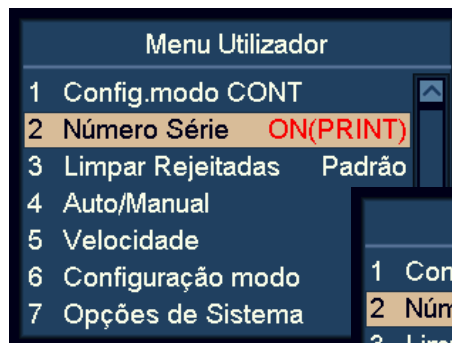 Menu Utilizador
1 Config.modo CONT
2 Número Série ON(PRINT)
3 Limpar Rejeitadas Padrão
4 Auto/Manual
5 Velocidade
6 Configuração modo
7 Opções de Sistema
1
2
3